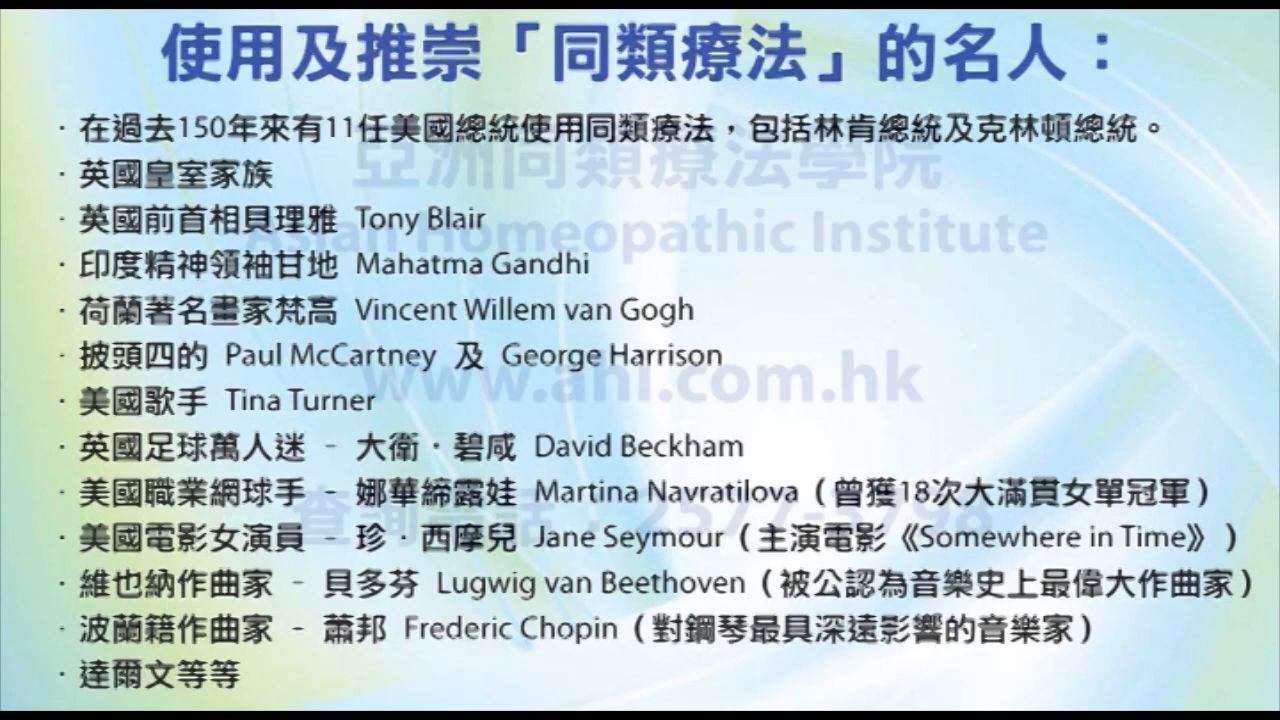 使用及推崇「同類療法」的名人：
· 在過去150年來有11任美國總統使用同類療法，包括林肯總統及克林頓總統。
亞洲同類療法學院
· 英國皇室家族
· 英國前首相貝理雅 Tony Blair
Asian Homeopathic Institute
· 印度精神領袖甘地 Mahatma Gandhi
· 荷蘭著名畫家梵高 Vincent Willem van Gogh
· 披頭四的 Paul McCartney 及 George Harrison
www.ahi.com.hk
· 美國歌手 Tina Turner
· 英國足球萬人迷 - 大衛·碧咸 David Beckham
· 美國職業網球手 - 娜華締露娃 Martina Navratilova（曾獲18次大滿貫女單冠軍）
查詢電話：2577-3798
· 美國電影女演員 - 珍·西摩兒 Jane Seymour（主演電影《Somewhere in Time》）
· 維也納作曲家 - 貝多芬 Lugwig van Beethoven（被公認為音樂史上最偉大作曲家）
· 波蘭籍作曲家 - 蕭邦 Frederic Chopin（對鋼琴最具深遠影響的音樂家）
· 達爾文等等